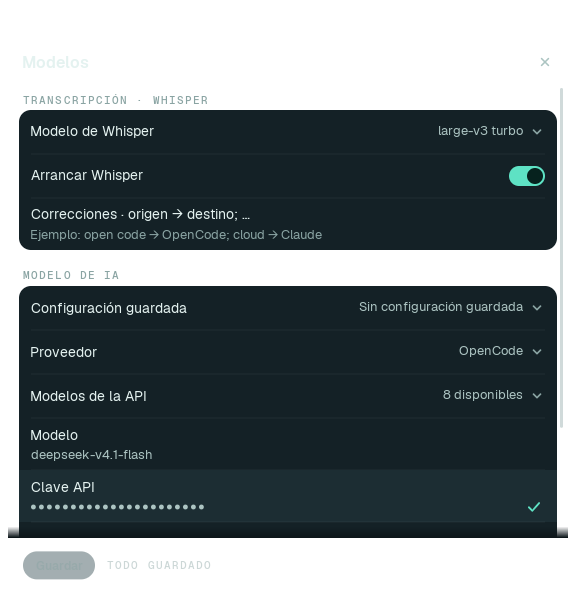 Modelos
TRANSCRIPCIÓN · WHISPER
Modelo de Whisper
large-v3 turbo
Arrancar Whisper
Correcciones · origen → destino; ...
Ejemplo: open code → OpenCode; cloud → Claude
MODELO DE IA
Configuración guardada
Sin configuración guardada
Proveedor
OpenCode
Modelos de la API
8 disponibles
Modelo
deepseek-v4.1-flash
Clave API
••••••••••••••••••••••
Guardar
TODO GUARDADO